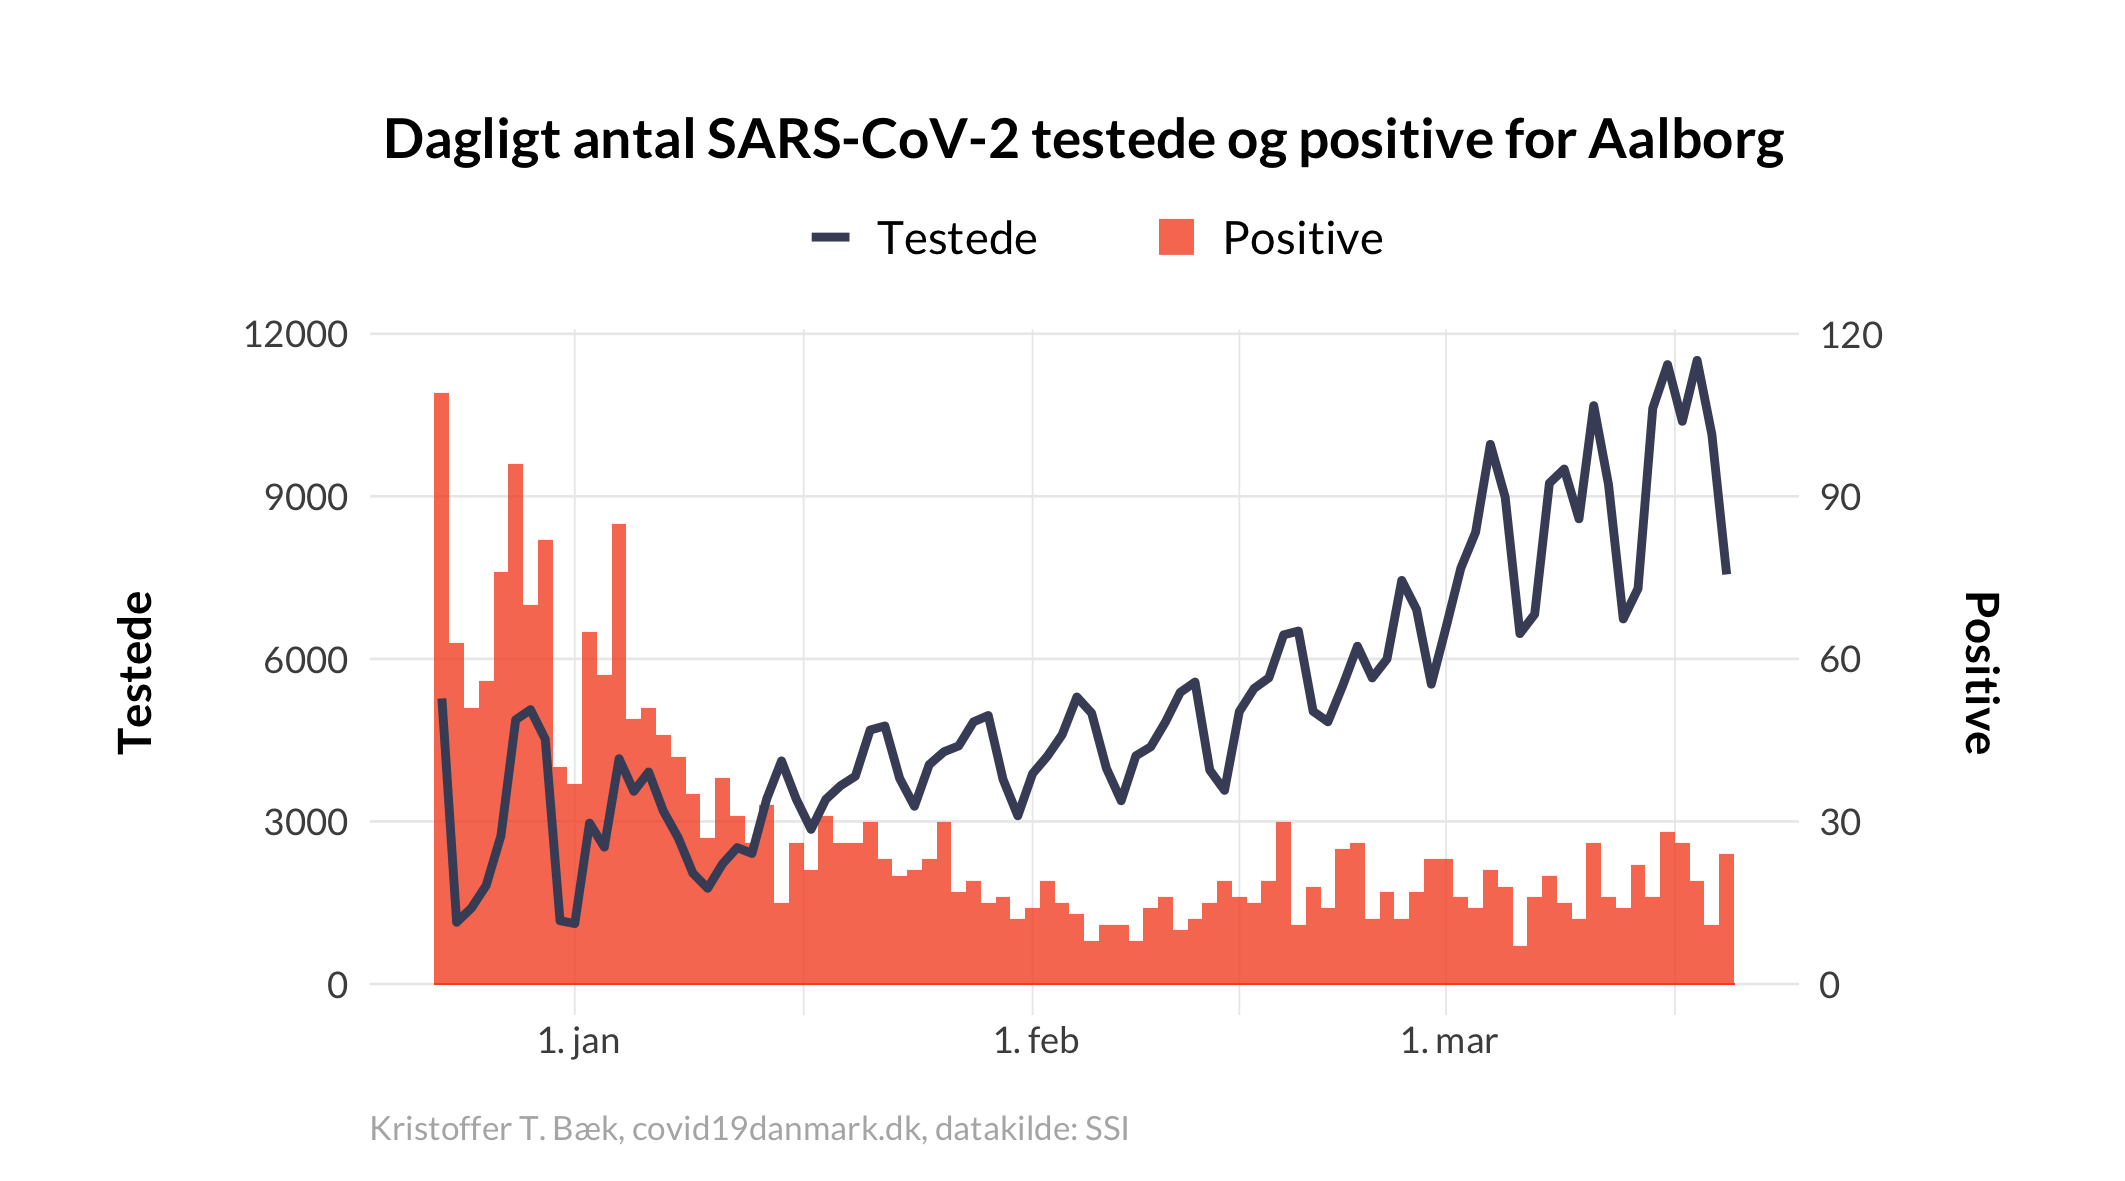 Dagligt antal SARS-CoV-2 testede og positive for Aalborg
Testede
Positive
12000
9000
6000
3000
0
120
90
60
30
0
Testede
Positive
1. jan
1. feb
1. mar
Kristoffer T. Bæk, covid19danmark.dk, datakilde: SSI